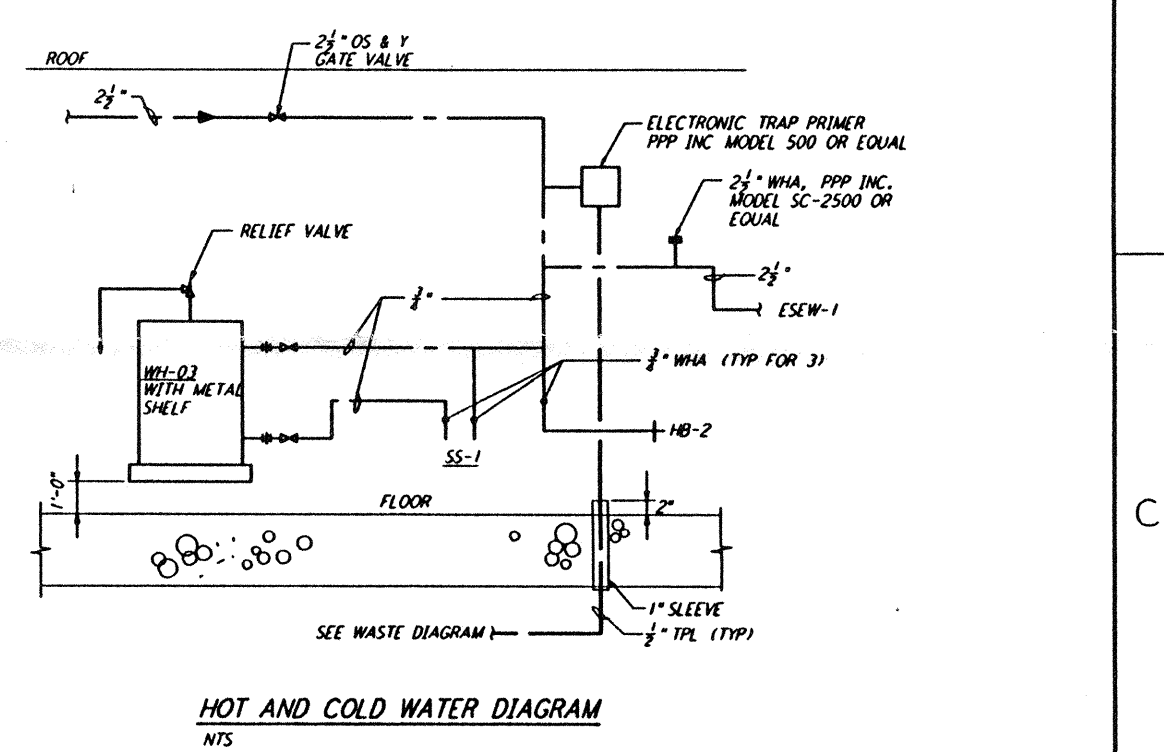 ROOF
2½" OS & Y
GATE VALVE
2½"
ELECTRONIC TRAP PRIMER
PPP INC MODEL 500 OR EQUAL
2½" WHA, PPP INC.
MODEL SC-2500 OR
EQUAL
RELIEF VALVE
2½"
¾"
ESEW-1
¾" WHA (TYP FOR 3)
WH-03
WITH METAL
SHELF
HB-2
SS-1
1'-0"
FLOOR
2"
C
1" SLEEVE
SEE WASTE DIAGRAM
½" TPL (TYP)
HOT AND COLD WATER DIAGRAM
NTS